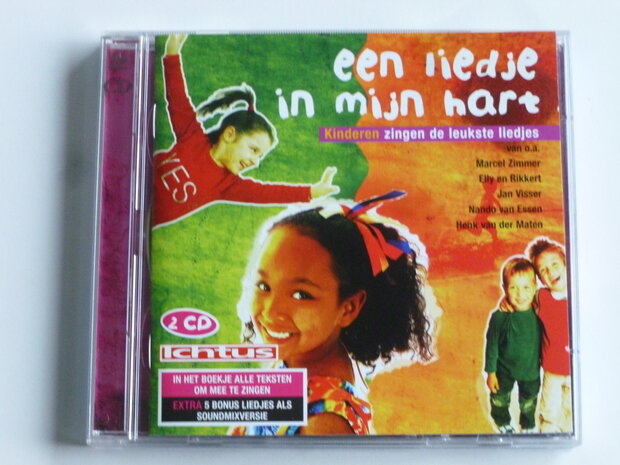 een liedje
in mijn hart
Kinderen zingen de leukste liedjes
van o.a.
Marcel Zimmer
Elly en Rikkert
Jan Visser
Nando van Essen
Henk van der Maten
YES
2 CD
CD
Ichtus
IN HET BOEKJE ALLE TEKSTEN
OM MEE TE ZINGEN
EXTRA 5 BONUS LIEDJES ALS
SOUNDMIXVERSIE